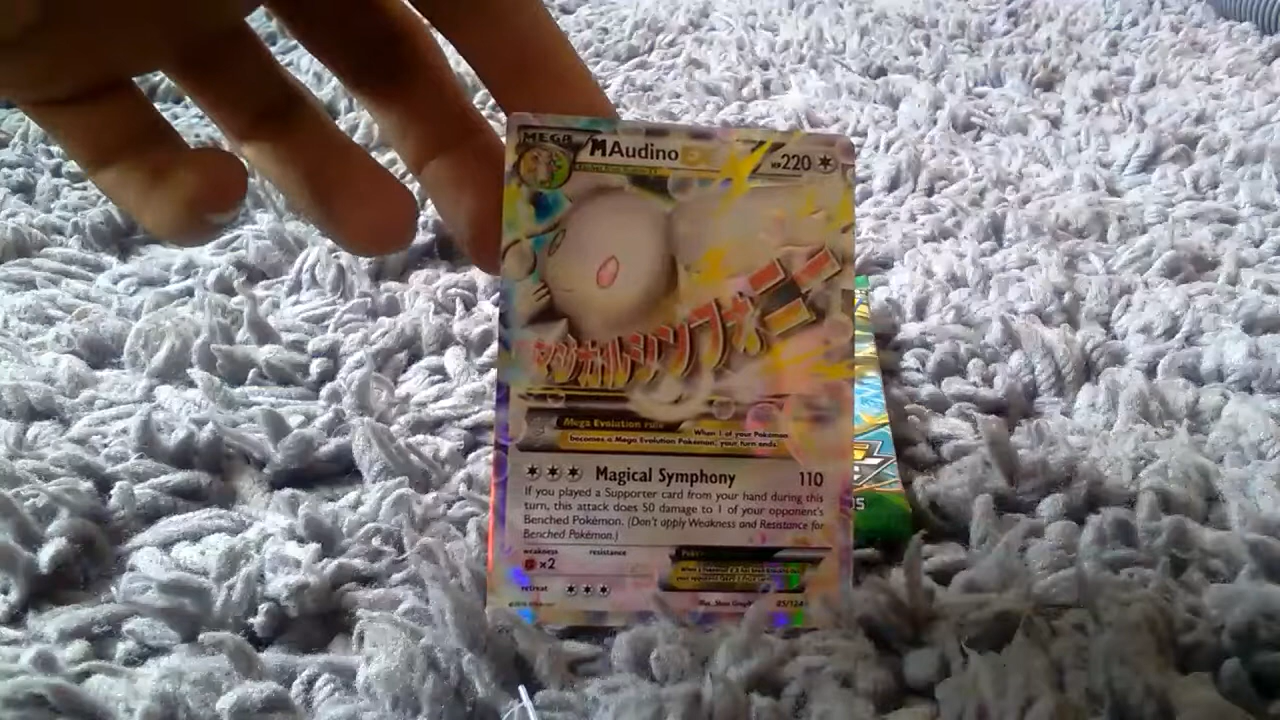 MEGA
M Audino EX
HP220
マジカルシンフォニー
Mega Evolution rule
When 1 of your Pokémon
becomes a Mega Evolution Pokémon, your turn ends.
Magical Symphony 110
If you played a Supporter card from your hand during this
turn, this attack does 50 damage to 1 of your opponent's
Benched Pokémon. (Don't apply Weakness and Resistance for
Benched Pokémon.)
weakness resistance
×2
retreat
85/124